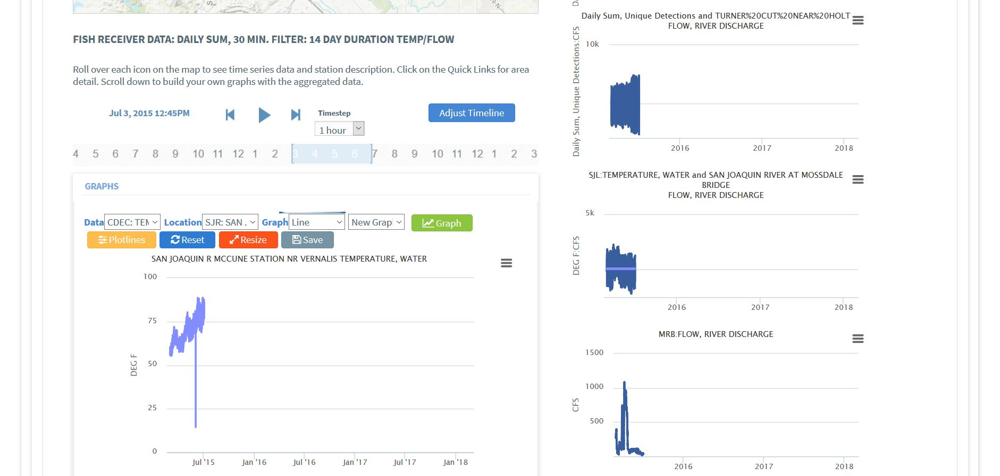 FISH RECEIVER DATA: DAILY SUM, 30 MIN. FILTER: 14 DAY DURATION TEMP/FLOW
Roll over each icon on the map to see time series data and station description. Click on the Quick Links for area
detail. Scroll down to build your own graphs with the aggregated data.
Jul 3, 2015 12:45PM
Timestep
1 hour
Adjust Timeline
4 5 6 7 8 9 10 11 12 1 2 3 4 5 6 7 8 9 10 11 12 1 2 3
GRAPHS
Data CDEC: TEM Location SJR: SAN J Graph Line New Grap Graph
Plotlines Reset Resize Save
SAN JOAQUIN R MCCUNE STATION NR VERNALIS TEMPERATURE, WATER
DEG F
100
75
50
25
0
Jul '15 Jan '16 Jul '16 Jan '17 Jul '17 Jan '18
Daily Sum, Unique Detections and TURNER%20CUT%20NEAR%20HOLT
FLOW, RIVER DISCHARGE
Daily Sum, Unique Detections:CFS
10k
2016 2017 2018
SJL:TEMPERATURE, WATER and SAN JOAQUIN RIVER AT MOSSDALE
BRIDGE
FLOW, RIVER DISCHARGE
DEG F:CFS
5k
2016 2017 2018
MRB:FLOW, RIVER DISCHARGE
CFS
1500
1000
500
2016 2017 2018